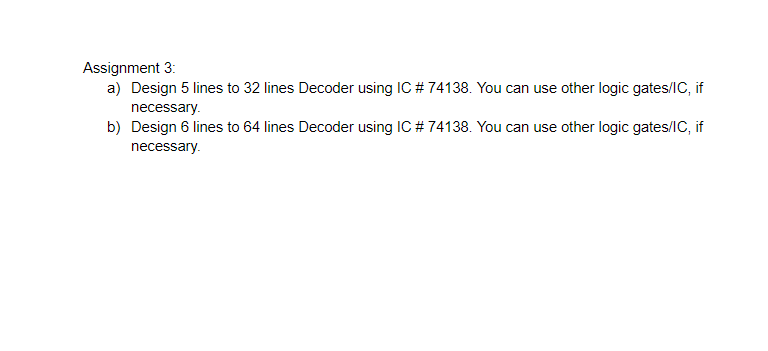 Assignment 3:
a) Design 5 lines to 32 lines Decoder using IC # 74138. You can use other logic gates/IC, if
necessary.
b) Design 6 lines to 64 lines Decoder using IC # 74138. You can use other logic gates/IC, if
necessary.